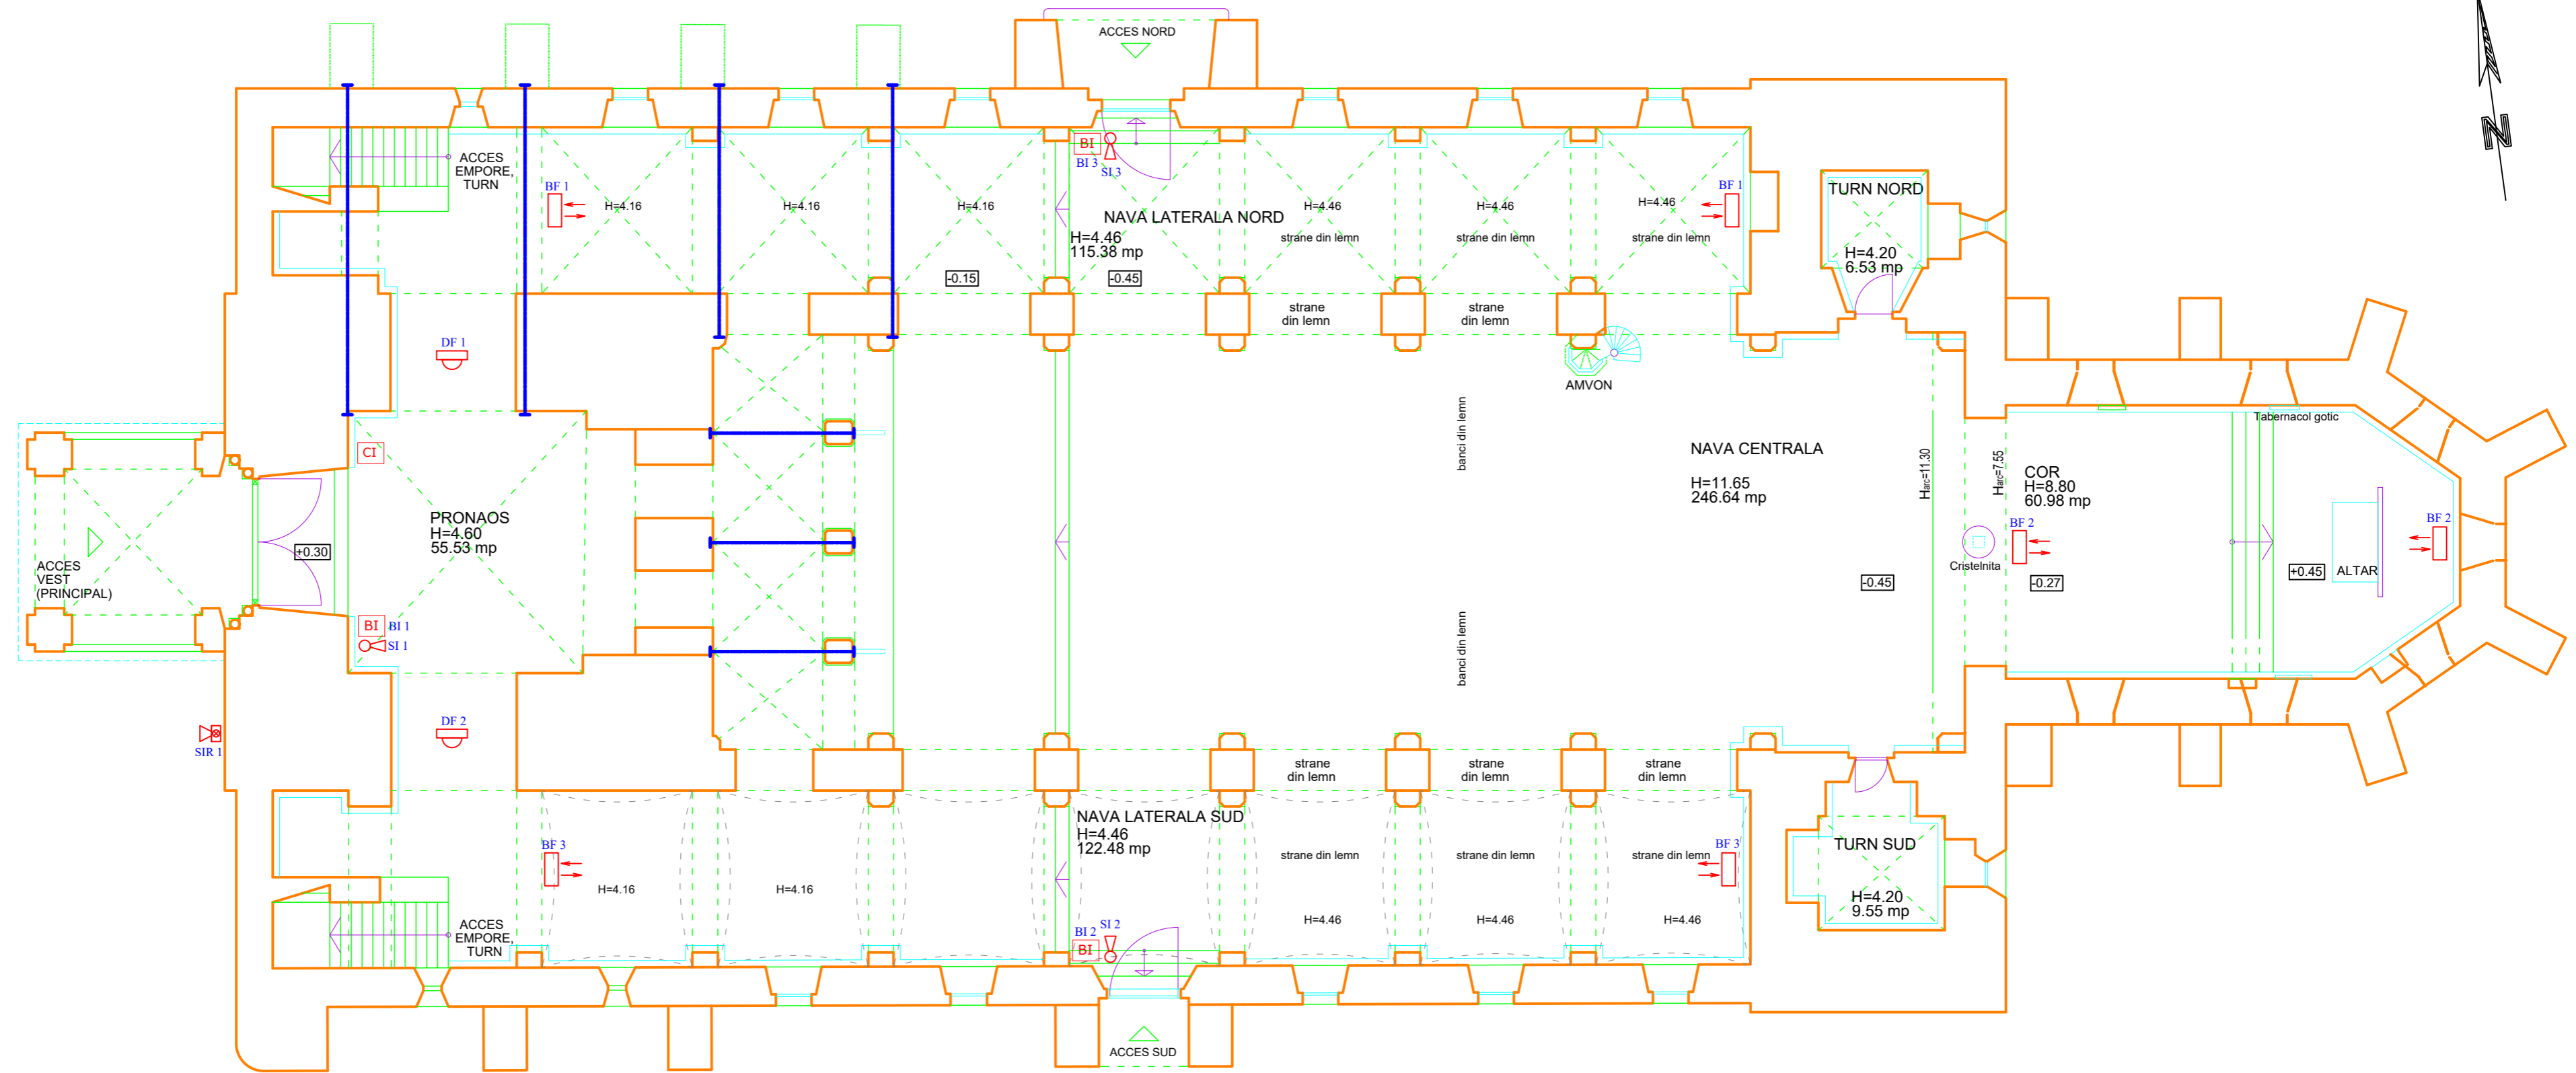 ACCES NORD
N
ACCES
EMPORE,
TURN
BF 1
H=4.16
H=4.16
H=4.16
BI
BI 3
SI 3
NAVA LATERALA NORD
H=4.46
115.38 mp
-0.15
-0.45
H=4.46
strane din lemn
H=4.46
strane din lemn
H=4.46
strane din lemn
BF 1
TURN NORD
H=4.20
6.53 mp
strane
din lemn
strane
din lemn
DF 1
AMVON
CI
banci din lemn
NAVA CENTRALA
H=11.65
246.64 mp
Harc=11.30
Harc=7.55
COR
H=8.80
60.98 mp
Tabernacol gotic
BF 2
BF 2
PRONAOS
H=4.60
55.53 mp
+0.30
ACCES
VEST
(PRINCIPAL)
Cristelnita
-0.45
-0.27
+0.45
ALTAR
BI
BI 1
SI 1
banci din lemn
SIR 1
DF 2
strane
din lemn
strane
din lemn
strane
din lemn
NAVA LATERALA SUD
H=4.46
122.48 mp
BF 3
H=4.16
H=4.16
strane din lemn
strane din lemn
strane din lemn
BF 3
TURN SUD
H=4.20
9.55 mp
H=4.46
H=4.46
H=4.46
ACCES
EMPORE,
TURN
BI 2
SI 2
BI
ACCES SUD